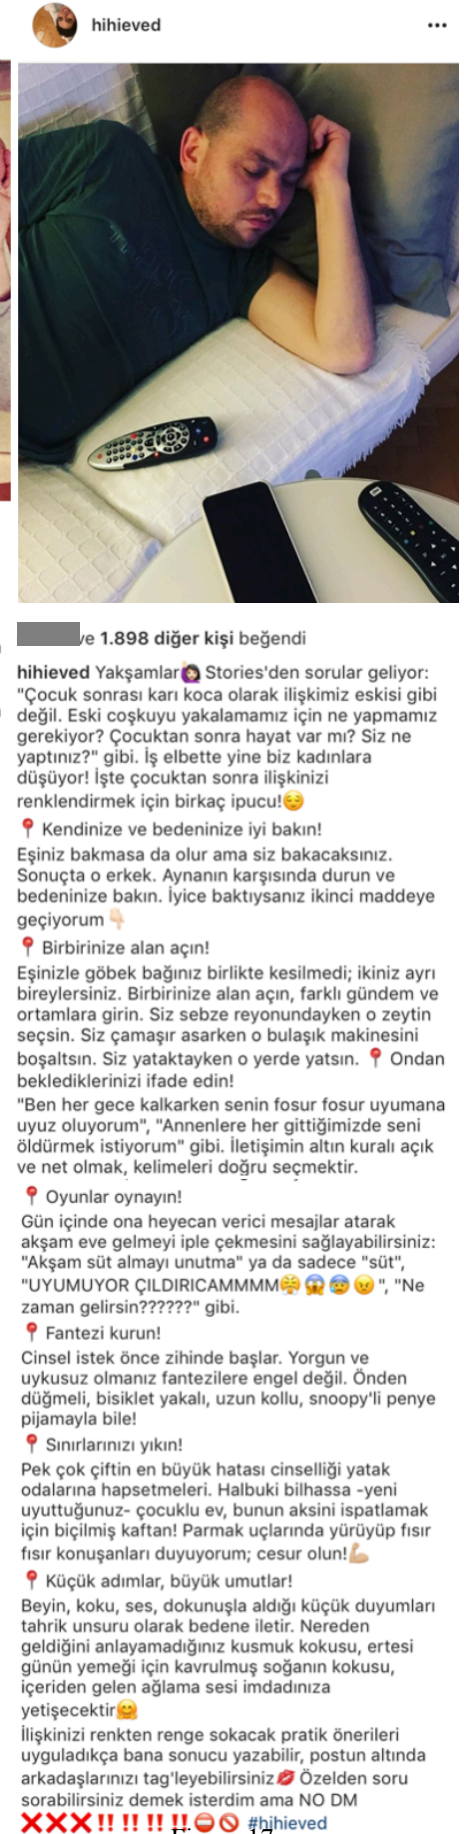 hihieved
ve 1.898 diğer kişi beğendi
hihieved Yakşamlar🙋🏻‍♀️ Stories'den sorular geliyor:
"Çocuk sonrası karı koca olarak ilişkimiz eskisi gibi
değil. Eski coşkuyu yakalamamız için ne yapmamız
gerekiyor? Çocuktan sonra hayat var mı? Siz ne
yaptınız?" gibi. İş elbette yine biz kadınlara
düşüyor! İşte çocuktan sonra ilişkinizi
renklendirmek için birkaç ipucu!😌
📍 Kendinize ve bedeninize iyi bakın!
Eşiniz bakmasa da olur ama siz bakacaksınız.
Sonuçta o erkek. Aynanın karşısında durun ve
bedeninize bakın. İyice baktıysanız ikinci maddeye
geçiyorum 👇🏻
📍 Birbirinize alan açın!
Eşinizle göbek bağınız birlikte kesilmedi; ikiniz ayrı
bireylersiniz. Birbirinize alan açın, farklı gündem ve
ortamlara girin. Siz sebze reyonundayken o zeytin
seçsin. Siz çamaşır asarken o bulaşık makinesini
boşaltsın. Siz yataktayken o yerde yatsın. 📍 Ondan
beklediklerinizi ifade edin!
"Ben her gece kalkarken senin fosur fosur uyumana
uyuz oluyorum", "Annenlere her gittiğimizde seni
öldürmek istiyorum" gibi. İletişimin altın kuralı açık
ve net olmak, kelimeleri doğru seçmektir.
📍 Oyunlar oynayın!
Gün içinde ona heyecan verici mesajlar atarak
akşam eve gelmeyi iple çekmesini sağlayabilirsiniz:
"Akşam süt almayı unutma" ya da sadece "süt",
"UYUMUYOR ÇILDIRICAMMMM😤😱😰😠", "Ne
zaman gelirsin??????" gibi.
📍 Fantezi kurun!
Cinsel istek önce zihinde başlar. Yorgun ve
uykusuz olmanız fantezilere engel değil. Önden
düğmeli, bisiklet yakalı, uzun kollu, snoopy'li penye
pijamayla bile!
📍 Sınırlarınızı yıkın!
Pek çok çiftin en büyük hatası cinselliği yatak
odalarına hapsetmeleri. Halbuki bilhassa -yeni
uyuttuğunuz- çocuklu ev, bunun aksini ispatlamak
için biçilmiş kaftan! Parmak uçlarında yürüyüp fısır
fısır konuşanları duyuyorum; cesur olun!💪🏼
📍 Küçük adımlar, büyük umutlar!
Beyin, koku, ses, dokunuşla aldığı küçük duyumları
tahrik unsuru olarak bedene iletir. Nereden
geldiğini anlayamadığınız kusmuk kokusu, ertesi
günün yemeği için kavrulmuş soğanın kokusu,
içeriden gelen ağlama sesi imdadınıza
yetişecektir🤗
İlişkinizi renkten renge sokacak pratik önerileri
uyguladıkça bana sonucu yazabilir, postun altında
arkadaşlarınızı tag'leyebilirsiniz💋 Özelden soru
sorabilirsiniz demek isterdim ama NO DM
❌❌❌‼️‼️‼️‼️⛔🚫 #hihieved